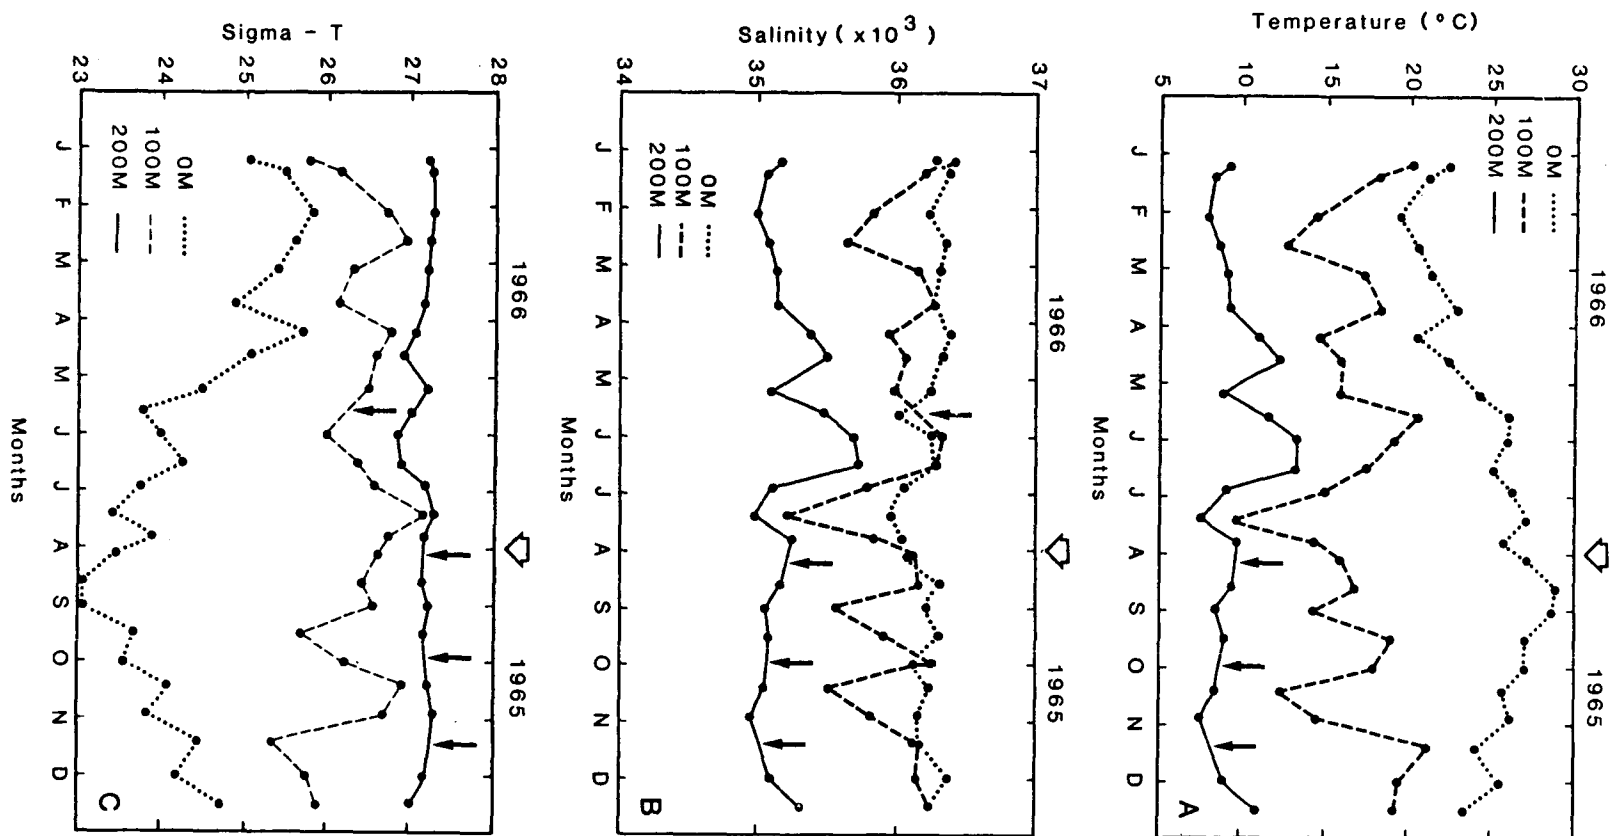 Temperature (°C)
30
25
20
15
10
5
1966
1965
0M
100M
200M
A
J F M A M J J A S O N D
Months
Salinity (x10³)
37
36
35
34
1966
1965
0M
100M
200M
B
J F M A M J J A S O N D
Months
Sigma - T
28
27
26
25
24
23
1966
1965
0M
100M
200M
C
J F M A M J J A S O N D
Months